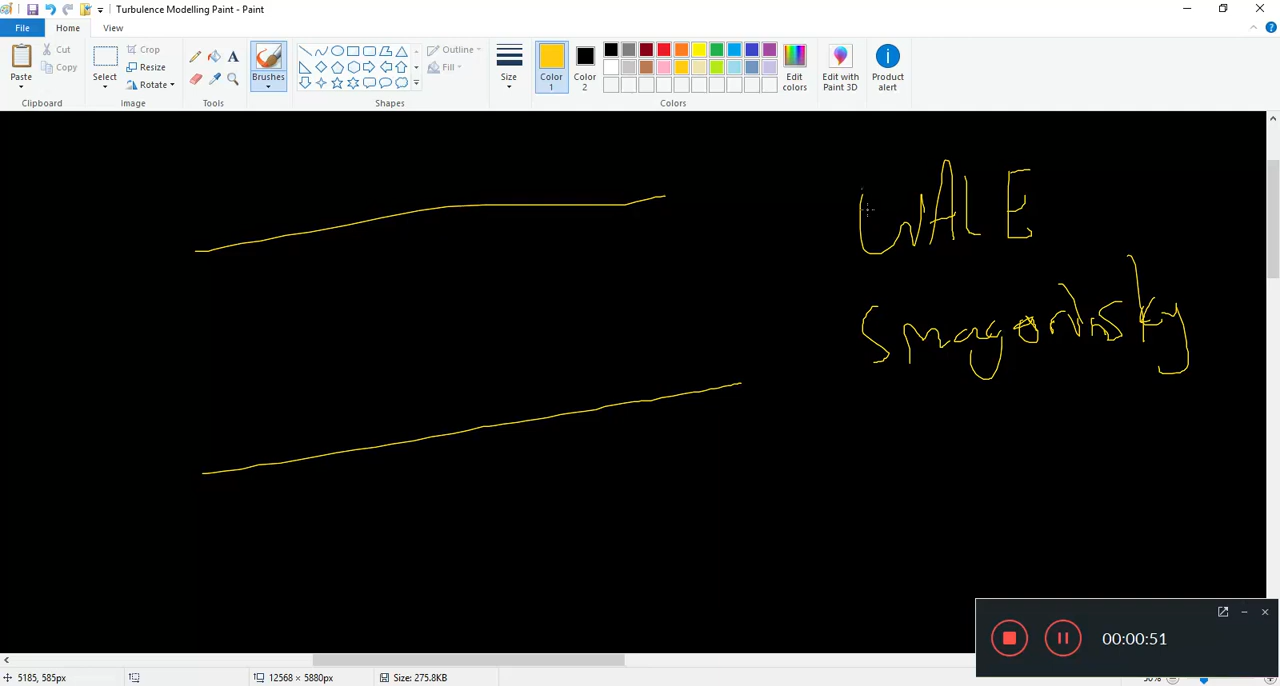 Turbulence Modelling Paint - Paint
File Home View
Paste Cut Copy Clipboard
Select Crop Resize Rotate Image
Tools
Brushes
Shapes Outline Fill
Size
Color 1 Color 2 Edit colors Colors
Edit with Paint 3D
Product alert
WALE
Smagorinsky
00:00:51
5185, 585px 12568 × 5880px Size: 275.8KB 50%